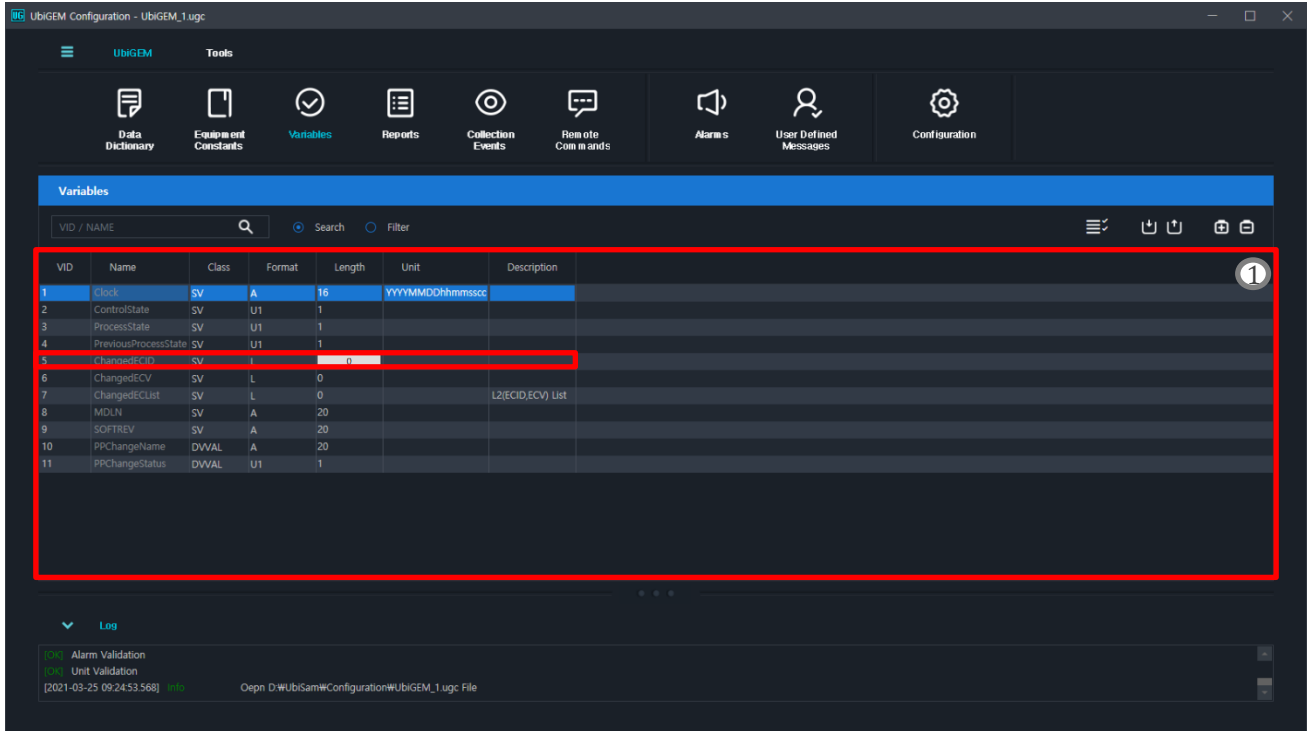 UG UbiGEM Configuration - UbiGEM_1.ugc
UbiGEM Tools
Data Dictionary
Equipment Constants
Variables
Reports
Collection Events
Remote Commands
Alarms
User Defined Messages
Configuration
Variables
VID / NAME Search Filter
VID Name Class Format Length Unit Description
①
1 Clock SV A 16 YYYYMMDDhhmmsscc
2 ControlState SV U1 1
3 ProcessState SV U1 1
4 PreviousProcessState SV U1 1
5 ChangedECID SV L 0
6 ChangedECV SV L 0
7 ChangedECList SV L 0 L2(ECID,ECV) List
8 MDLN SV A 20
9 SOFTREV SV A 20
10 PPChangeName DVVAL A 20
11 PPChangeStatus DVVAL U1 1
Log
[OK] Alarm Validation
[OK] Unit Validation
[2021-03-25 09:24:53.568] Info Oepn D:₩UbiSam₩Configuration₩UbiGEM_1.ugc File